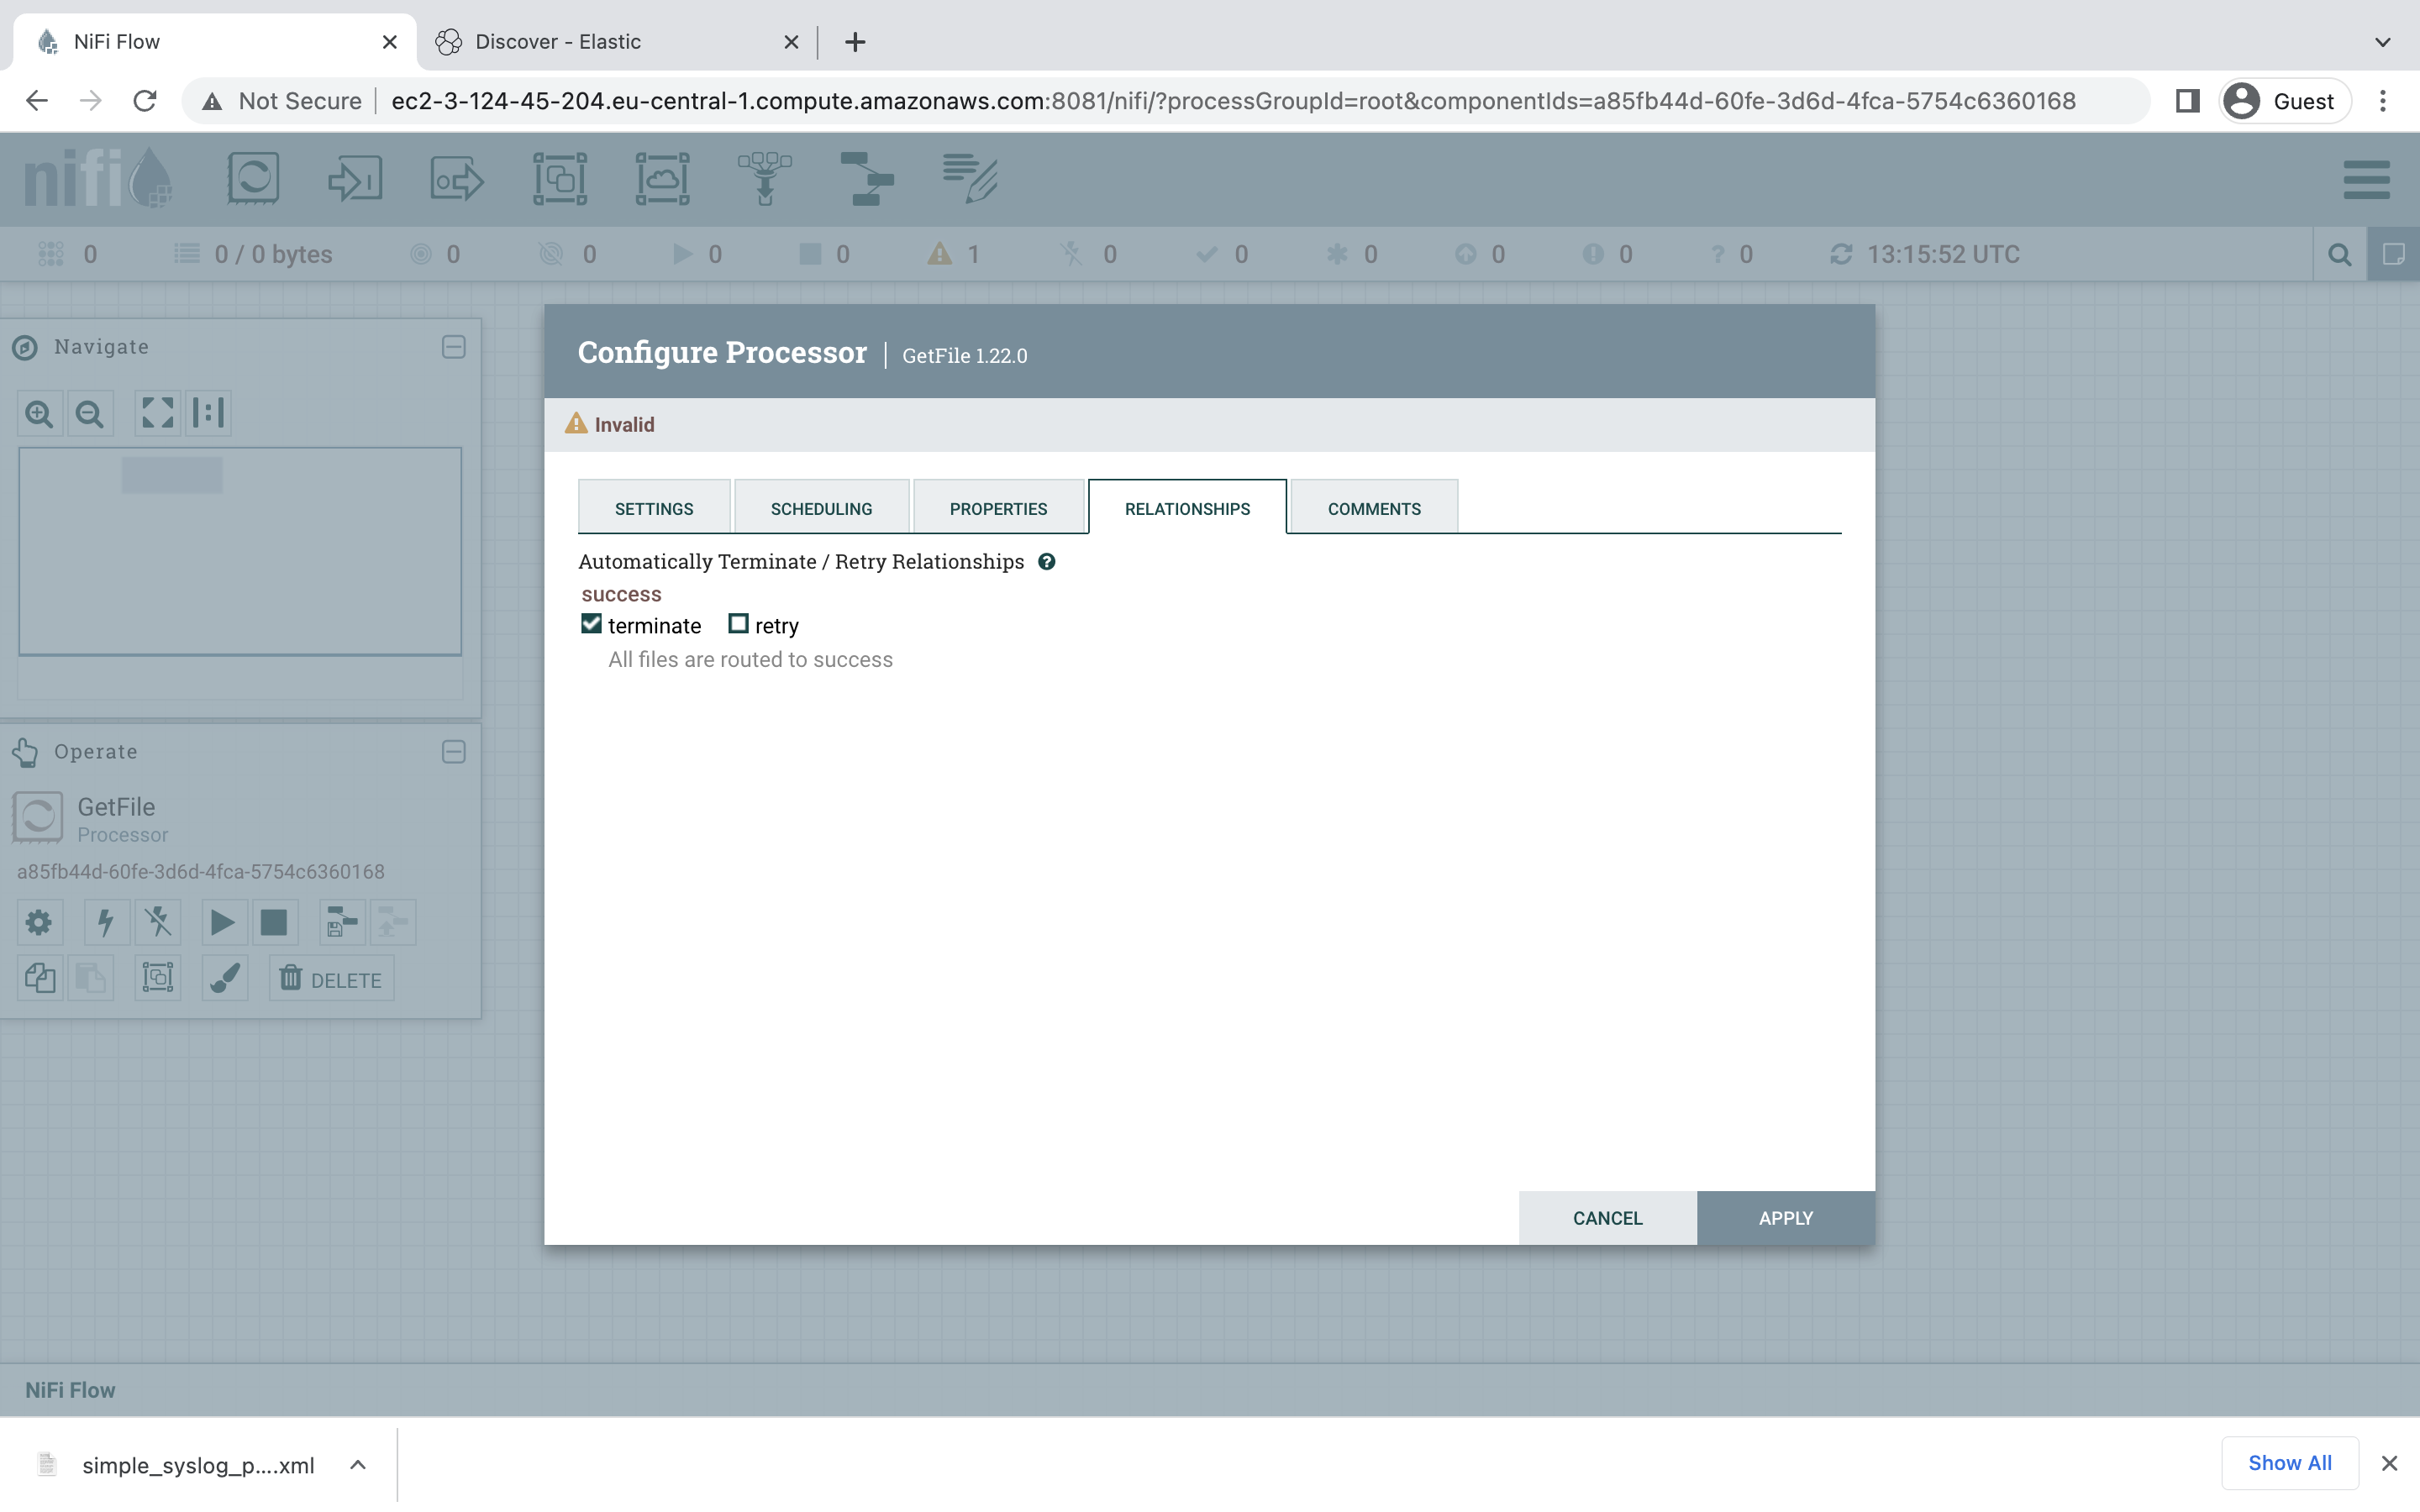 NiFi Flow
Discover - Elastic
Not Secure
ec2-3-124-45-204.eu-central-1.compute.amazonaws.com:8081/nifi/?processGroupId=root&componentIds=a85fb44d-60fe-3d6d-4fca-5754c6360168
Guest
nifi
0
0 / 0 bytes
0
0
0
0
1
0
0
0
0
0
? 0
13:15:52 UTC
Navigate
Operate
GetFile
Processor
a85fb44d-60fe-3d6d-4fca-5754c6360168
DELETE
Configure Processor | GetFile 1.22.0
Invalid
SETTINGS
SCHEDULING
PROPERTIES
RELATIONSHIPS
COMMENTS
Automatically Terminate / Retry Relationships ?
success
terminate retry
All files are routed to success
CANCEL
APPLY
NiFi Flow
simple_syslog_p....xml
Show All